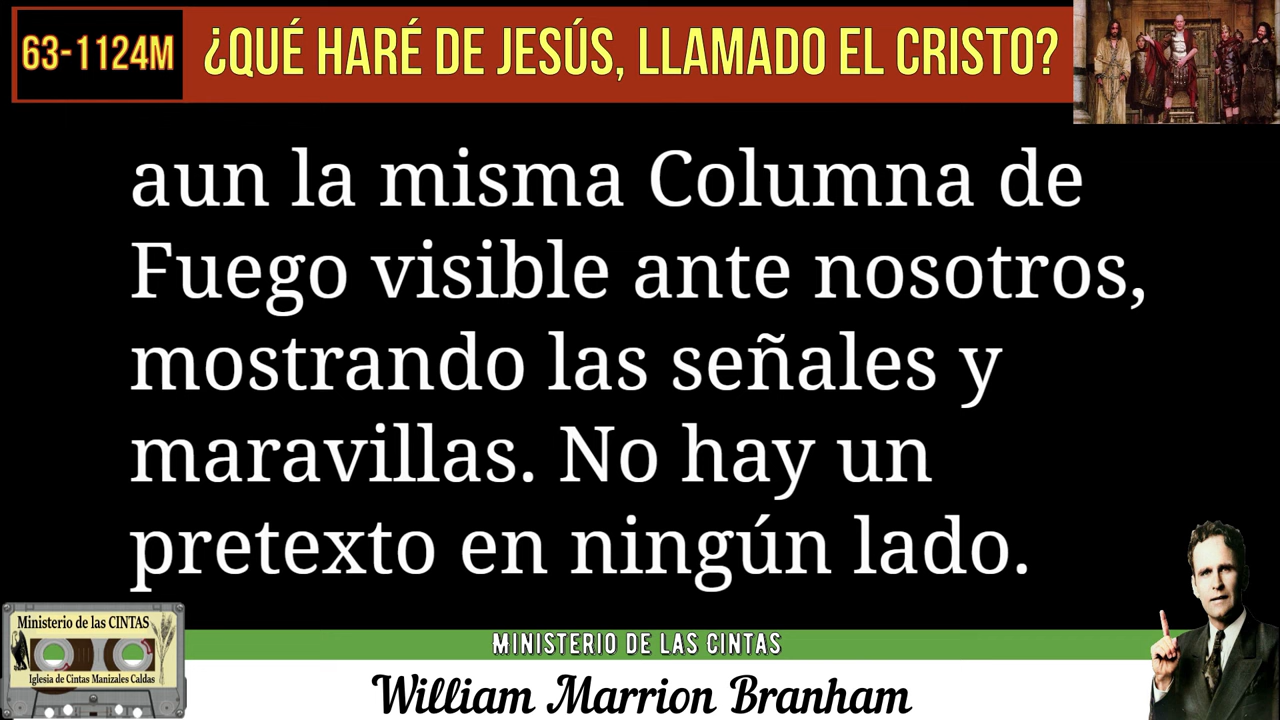 63-1124M
¿QUÉ HARÉ DE JESÚS, LLAMADO EL CRISTO?
aun la misma Columna de
Fuego visible ante nosotros,
mostrando las señales y
maravillas. No hay un
pretexto en ningún lado.
Ministerio de las CINTAS
Iglesia de Cintas Manizales Caldas
MINISTERIO DE LAS CINTAS
William Marrion Branham